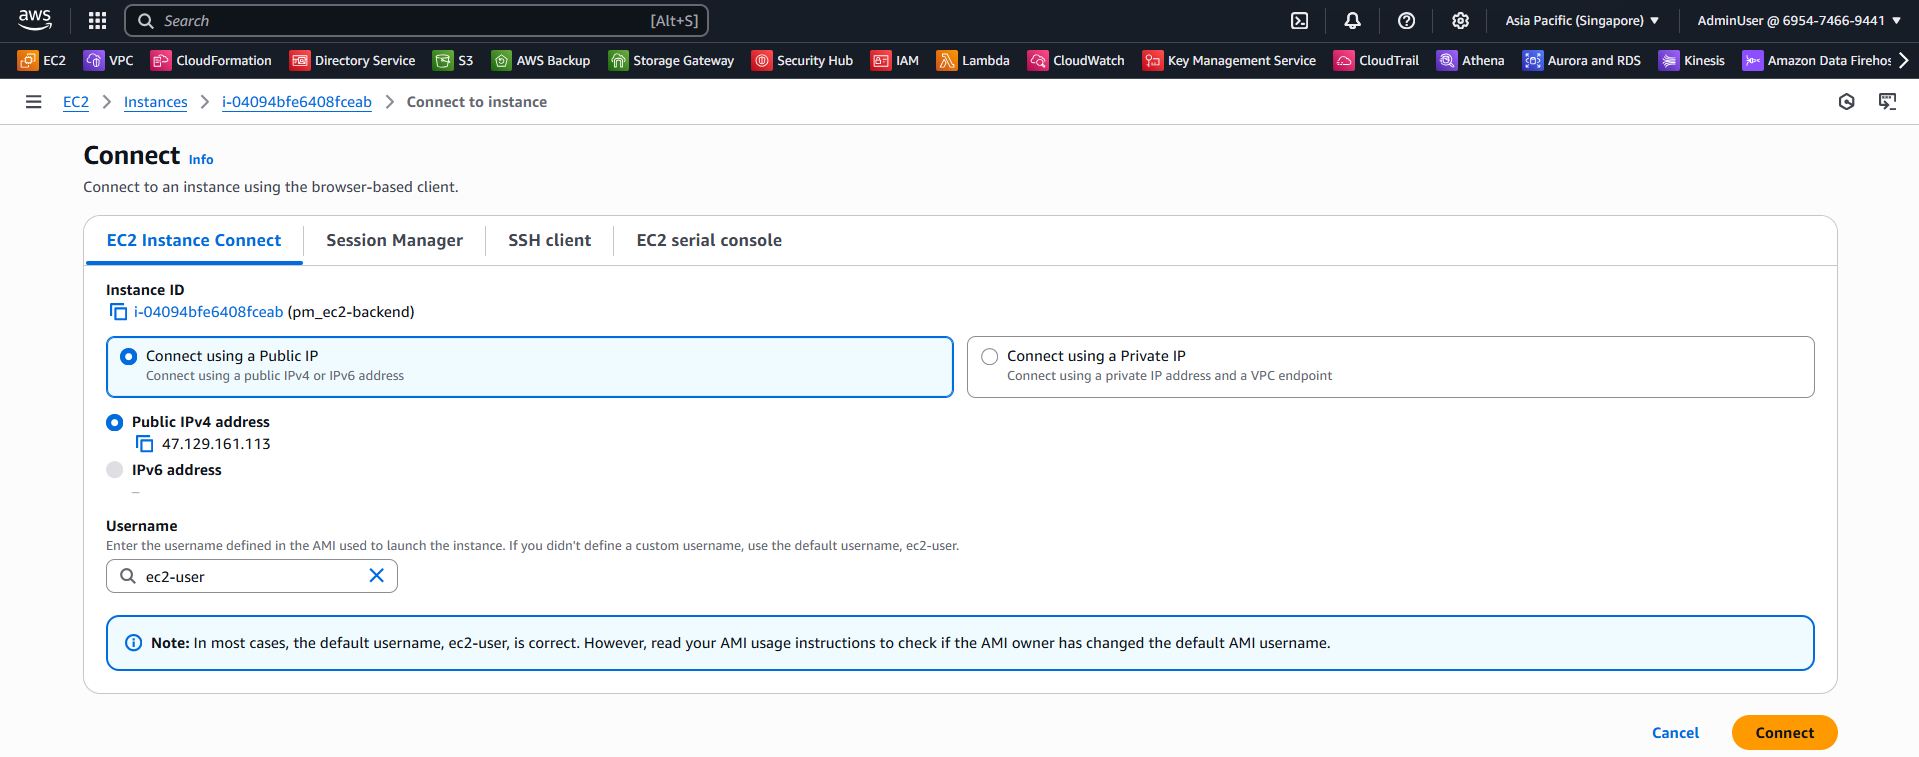 aws Search [Alt+S] Asia Pacific (Singapore) AdminUser @ 6954-7466-9441
EC2 VPC CloudFormation Directory Service S3 AWS Backup Storage Gateway Security Hub IAM Lambda CloudWatch Key Management Service CloudTrail Athena Aurora and RDS Kinesis Amazon Data Firehos
EC2 Instances i-04094bfe6408fceab Connect to instance
Connect Info
Connect to an instance using the browser-based client.
EC2 Instance Connect Session Manager SSH client EC2 serial console
Instance ID
i-04094bfe6408fceab (pm_ec2-backend)
Connect using a Public IP
Connect using a public IPv4 or IPv6 address
Connect using a Private IP
Connect using a private IP address and a VPC endpoint
Public IPv4 address
47.129.161.113
IPv6 address
–
Username
Enter the username defined in the AMI used to launch the instance. If you didn't define a custom username, use the default username, ec2-user.
ec2-user
Note: In most cases, the default username, ec2-user, is correct. However, read your AMI usage instructions to check if the AMI owner has changed the default AMI username.
Cancel Connect